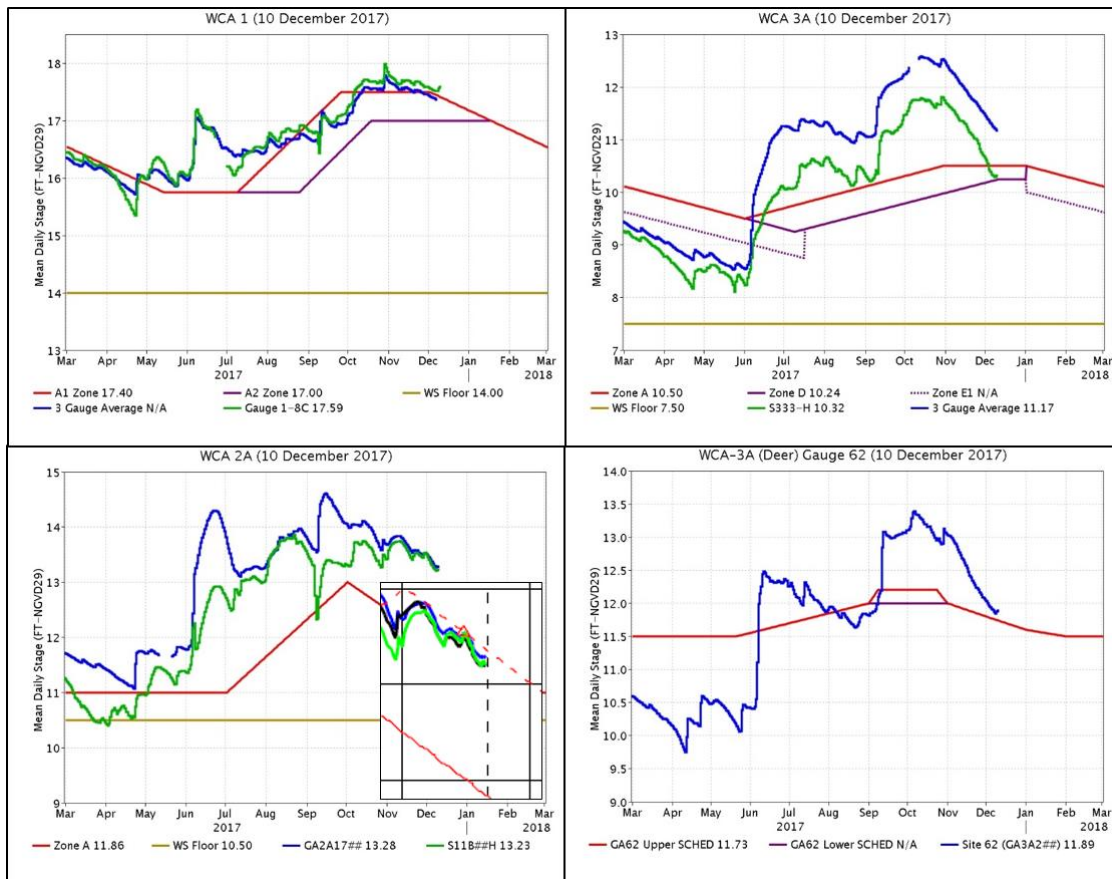 WCA 1 (10 December 2017)
Mean Daily Stage (FT-NGVD29)
18
17
16
15
14
13
Mar Apr May Jun Jul Aug Sep Oct Nov Dec Jan Feb Mar
2017 | 2018
A1 Zone 17.40 A2 Zone 17.00 WS Floor 14.00
3 Gauge Average N/A Gauge 1-8C 17.59
WCA 3A (10 December 2017)
Mean Daily Stage (FT-NGVD29)
13
12
11
10
9
8
7
Mar Apr May Jun Jul Aug Sep Oct Nov Dec Jan Feb Mar
2017 | 2018
Zone A 10.50 Zone D 10.24 Zone E1 N/A
WS Floor 7.50 S333-H 10.32 3 Gauge Average 11.17
WCA 2A (10 December 2017)
Mean Daily Stage (FT-NGVD29)
15
14
13
12
11
10
9
Mar Apr May Jun Jul Aug Sep Oct Nov Dec Jan Feb Mar
2017 | 2018
Zone A 11.86 WS Floor 10.50 GA2A17## 13.28 S11B##H 13.23
WCA-3A (Deer) Gauge 62 (10 December 2017)
Mean Daily Stage (FT-NGVD29)
14.0
13.5
13.0
12.5
12.0
11.5
11.0
10.5
10.0
9.5
9.0
Mar Apr May Jun Jul Aug Sep Oct Nov Dec Jan Feb Mar
2017 | 2018
GA62 Upper SCHED 11.73 GA62 Lower SCHED N/A Site 62 (GA3A2##) 11.89